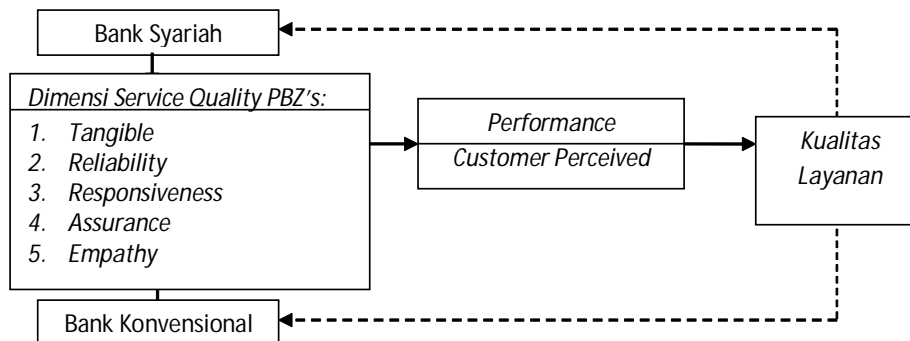 Bank Syariah
Dimensi Service Quality PBZ's:
1. Tangible
2. Reliability
3. Responsiveness
4. Assurance
5. Empathy
Performance
Customer Perceived
Kualitas
Layanan
Bank Konvensional